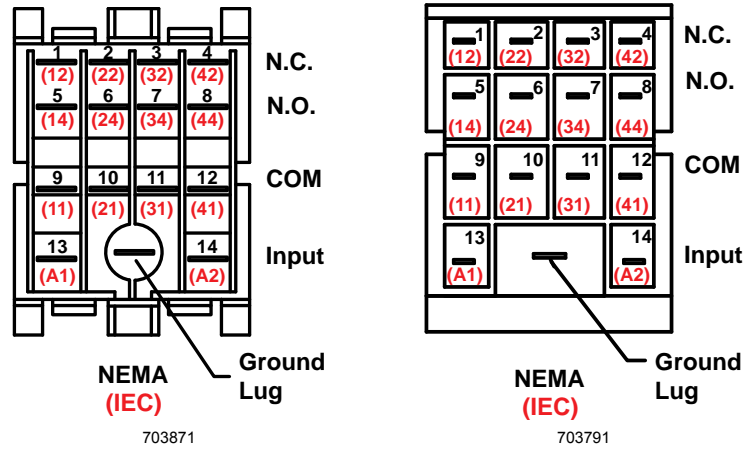 1 2 3 4 N.C.
(12) (22) (32) (42)
5 6 7 8 N.O.
(14) (24) (34) (44)
9 10 11 12 COM
(11) (21) (31) (41)
13 14 Input
(A1) (A2)
Ground
Lug
NEMA
(IEC)
703871
1 2 3 4 N.C.
(12) (22) (32) (42)
5 6 7 8 N.O.
(14) (24) (34) (44)
9 10 11 12 COM
(11) (21) (31) (41)
13 14 Input
(A1) (A2)
Ground
Lug
NEMA
(IEC)
703791